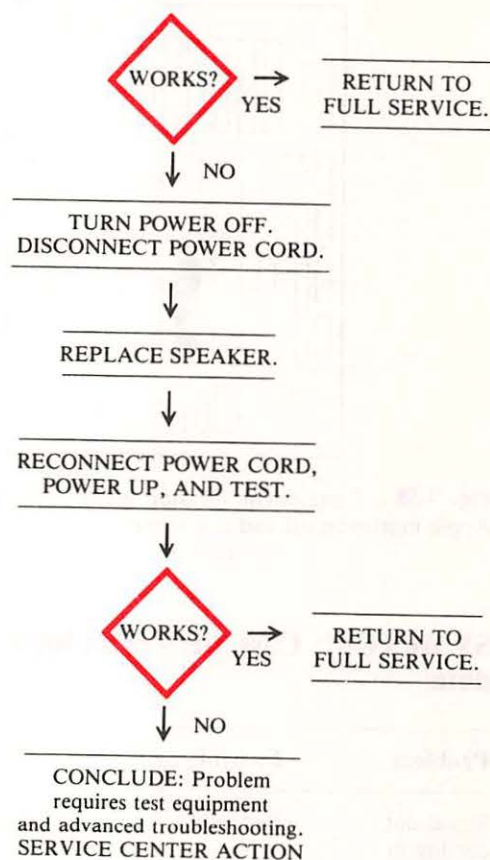 WORKS?
YES
RETURN TO
FULL SERVICE.
NO
TURN POWER OFF.
DISCONNECT POWER CORD.
REPLACE SPEAKER.
RECONNECT POWER CORD,
POWER UP, AND TEST.
WORKS?
YES
RETURN TO
FULL SERVICE.
NO
CONCLUDE: Problem
requires test equipment
and advanced troubleshooting.
SERVICE CENTER ACTION